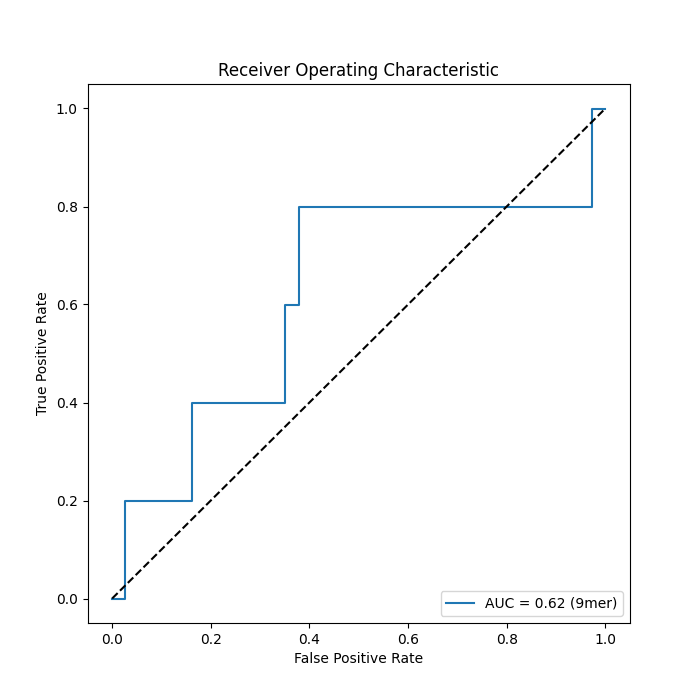 Receiver Operating Characteristic
1.0
0.8
0.6
0.4
0.2
0.0
True Positive Rate
AUC = 0.62 (9mer)
0.0 0.2 0.4 0.6 0.8 1.0
False Positive Rate